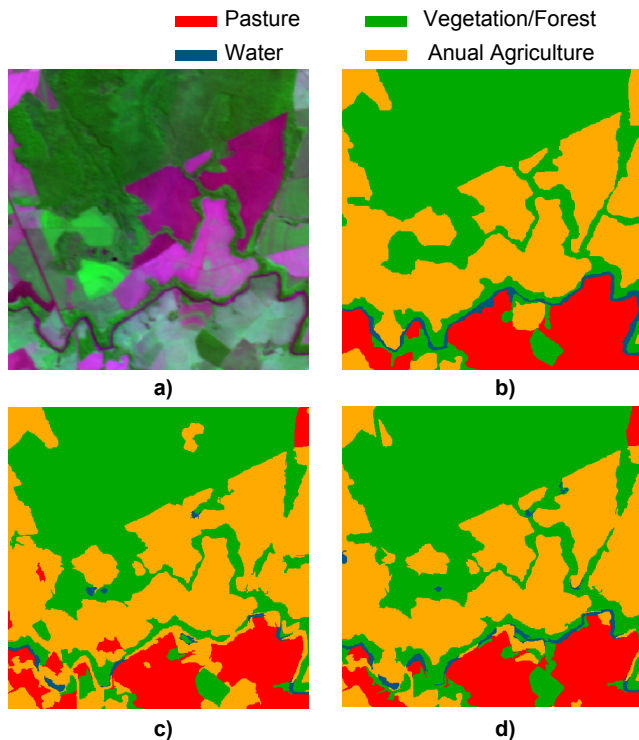 Pasture
Vegetation/Forest
Water
Anual Agriculture
a)
b)
c)
d)